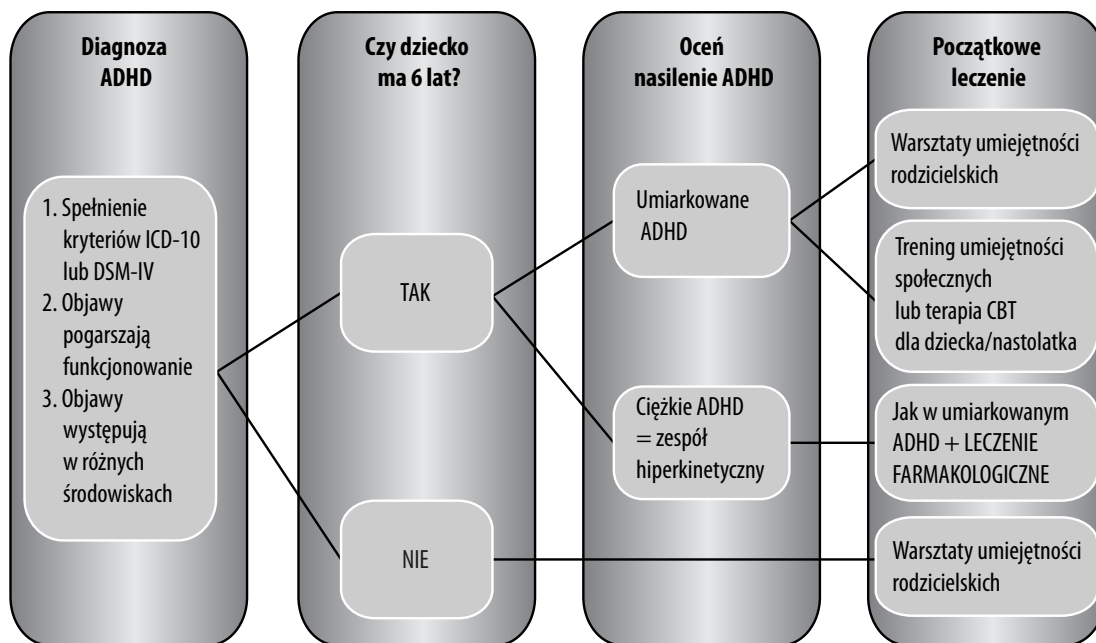 Diagnoza
ADHD
1. Spełnienie
kryteriów ICD-10
lub DSM-IV
2. Objawy
pogarszają
funkcjonowanie
3. Objawy
występują
w różnych
środowiskach
Czy dziecko
ma 6 lat?
TAK
NIE
Oceń
nasilenie ADHD
Umiarkowane
ADHD
Ciężkie ADHD
= zespół
hiperkinetyczny
Początkowe
leczenie
Warsztaty umiejętności
rodzicielskich
Trening umiejętności
społecznych
lub terapia CBT
dla dziecka/nastolatka
Jak w umiarkowanym
ADHD + LECZENIE
FARMAKOLOGICZNE
Warsztaty umiejętności
rodzicielskich